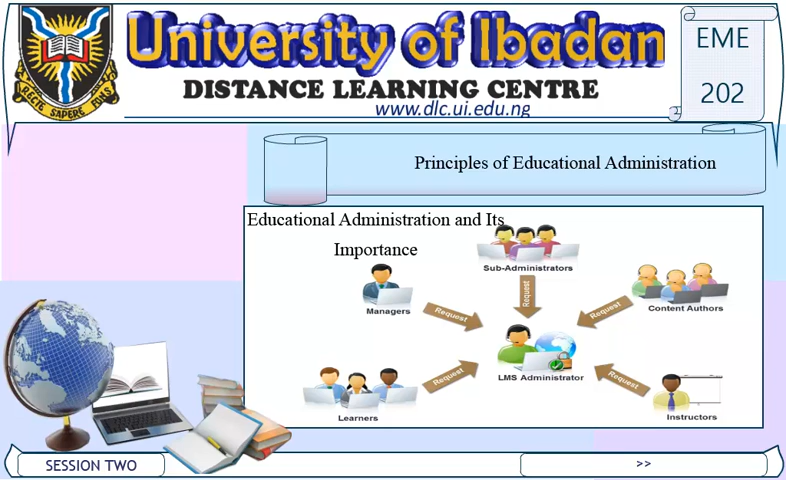 University of Ibadan
DISTANCE LEARNING CENTRE
www.dlc.ui.edu.ng
RECTE SAPERE FONS
EME
202
Principles of Educational Administration
Educational Administration and Its
Importance
Sub-Administrators
Managers
Content Authors
Request
Request
Request
LMS Administrator
Request
Request
Learners
Instructors
SESSION TWO
>>